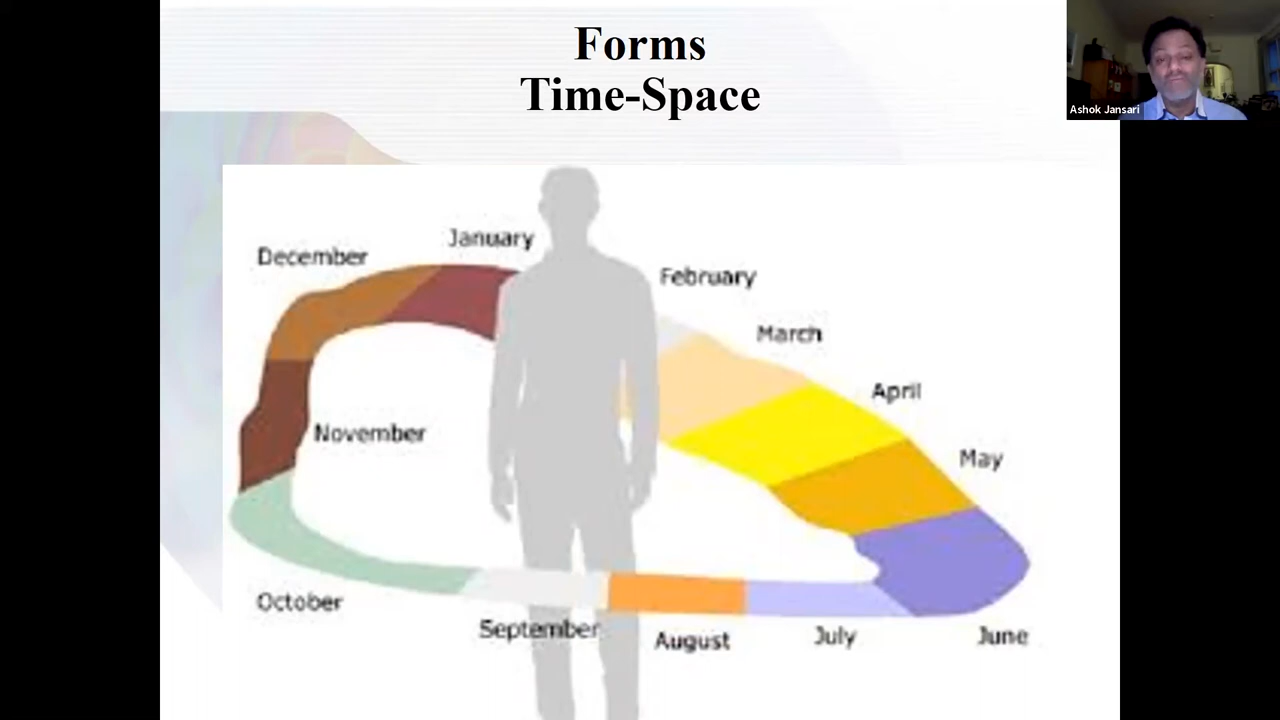 Forms
Time-Space
Ashok Jansari
January
December
February
March
April
November
May
October
September
August
July
June